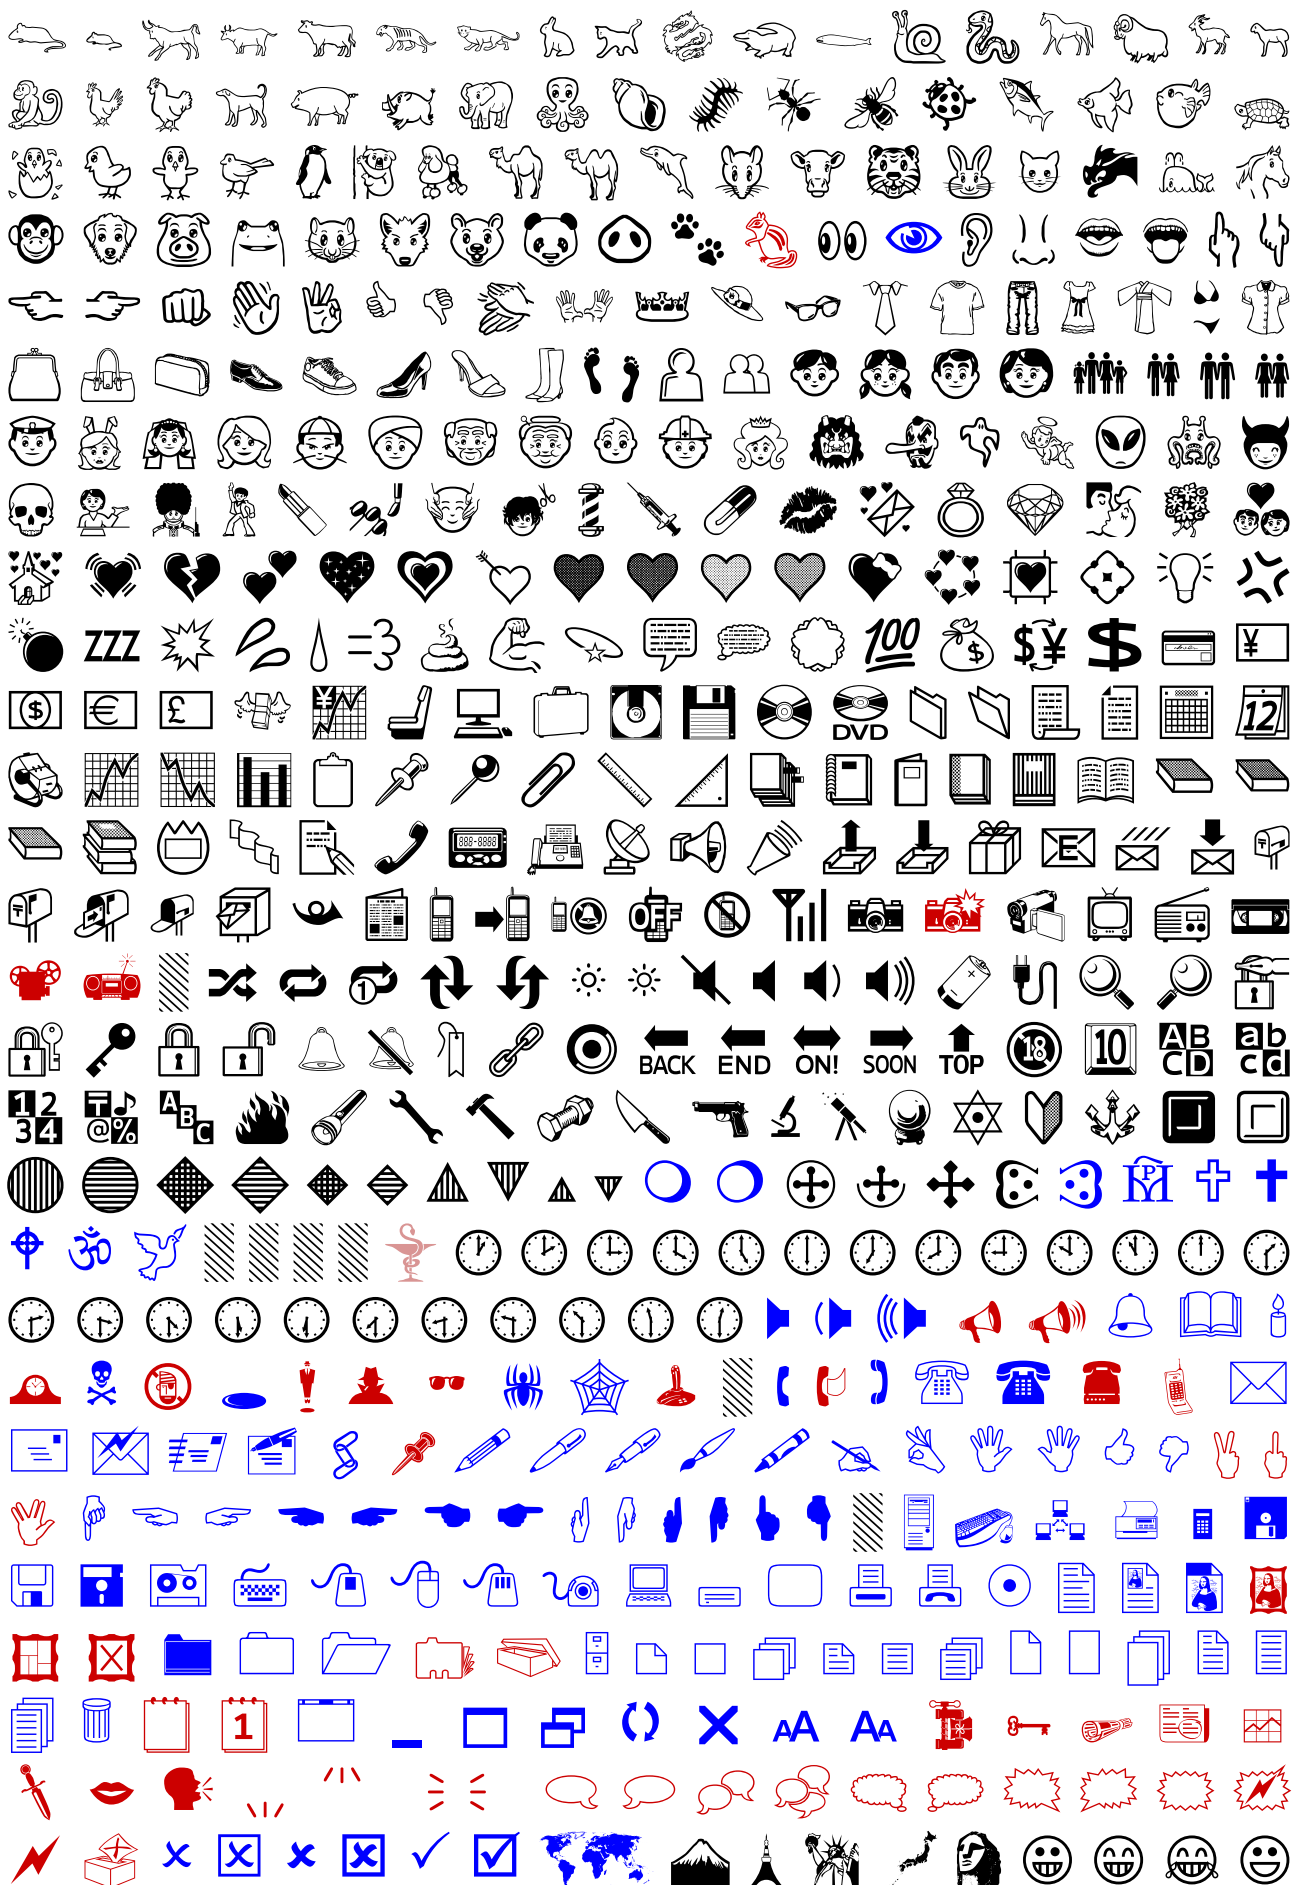 ZZZ 100 $ $ ¥ $ ¥
$ € £ ¥ DVD 12
E
OFF
1
BACK END ON! SOON TOP 18 10 AB CD ab cd
1 2 3 4 〒 ♪ @ % A B C
ॐ
1 AA AA